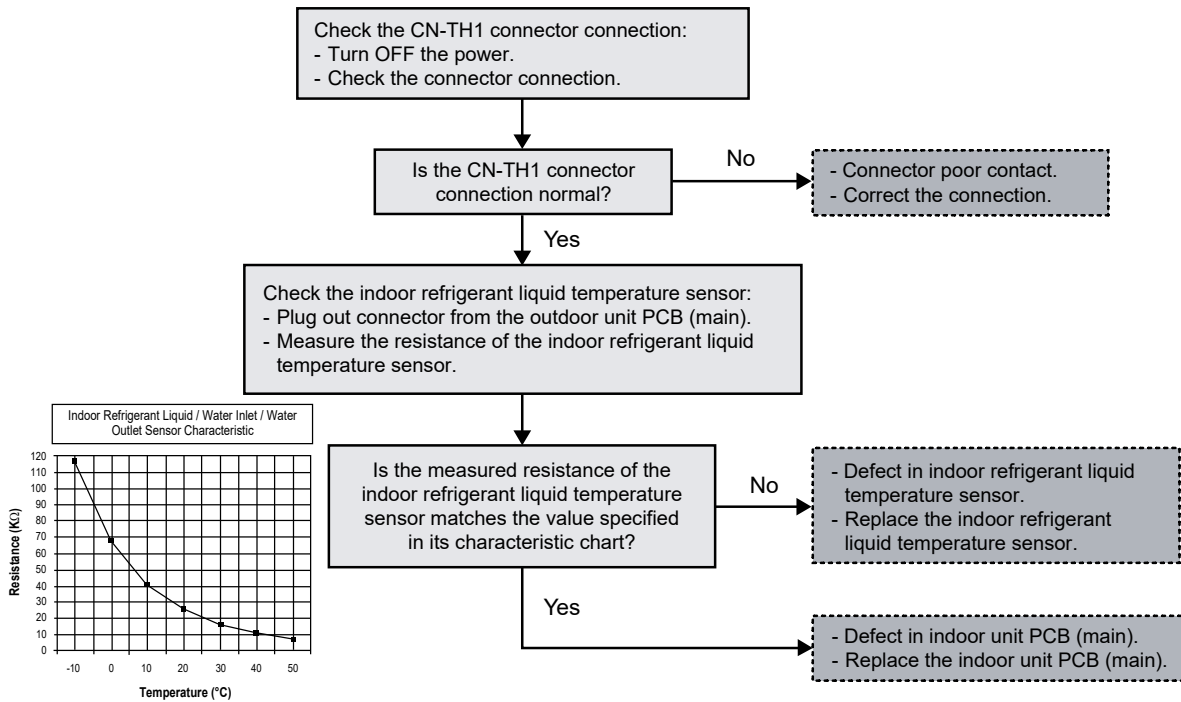 Check the CN-TH1 connector connection:
- Turn OFF the power.
- Check the connector connection.
Is the CN-TH1 connector
connection normal?
No
- Connector poor contact.
- Correct the connection.
Yes
Check the indoor refrigerant liquid temperature sensor:
- Plug out connector from the outdoor unit PCB (main).
- Measure the resistance of the indoor refrigerant liquid
temperature sensor.
Indoor Refrigerant Liquid / Water Inlet / Water
Outlet Sensor Characteristic
Resistance (KΩ)
120
110
100
90
80
70
60
50
40
30
20
10
0
-10 0 10 20 30 40 50
Temperature (°C)
Is the measured resistance of the
indoor refrigerant liquid temperature
sensor matches the value specified
in its characteristic chart?
No
- Defect in indoor refrigerant liquid
temperature sensor.
- Replace the indoor refrigerant
liquid temperature sensor.
Yes
- Defect in indoor unit PCB (main).
- Replace the indoor unit PCB (main).